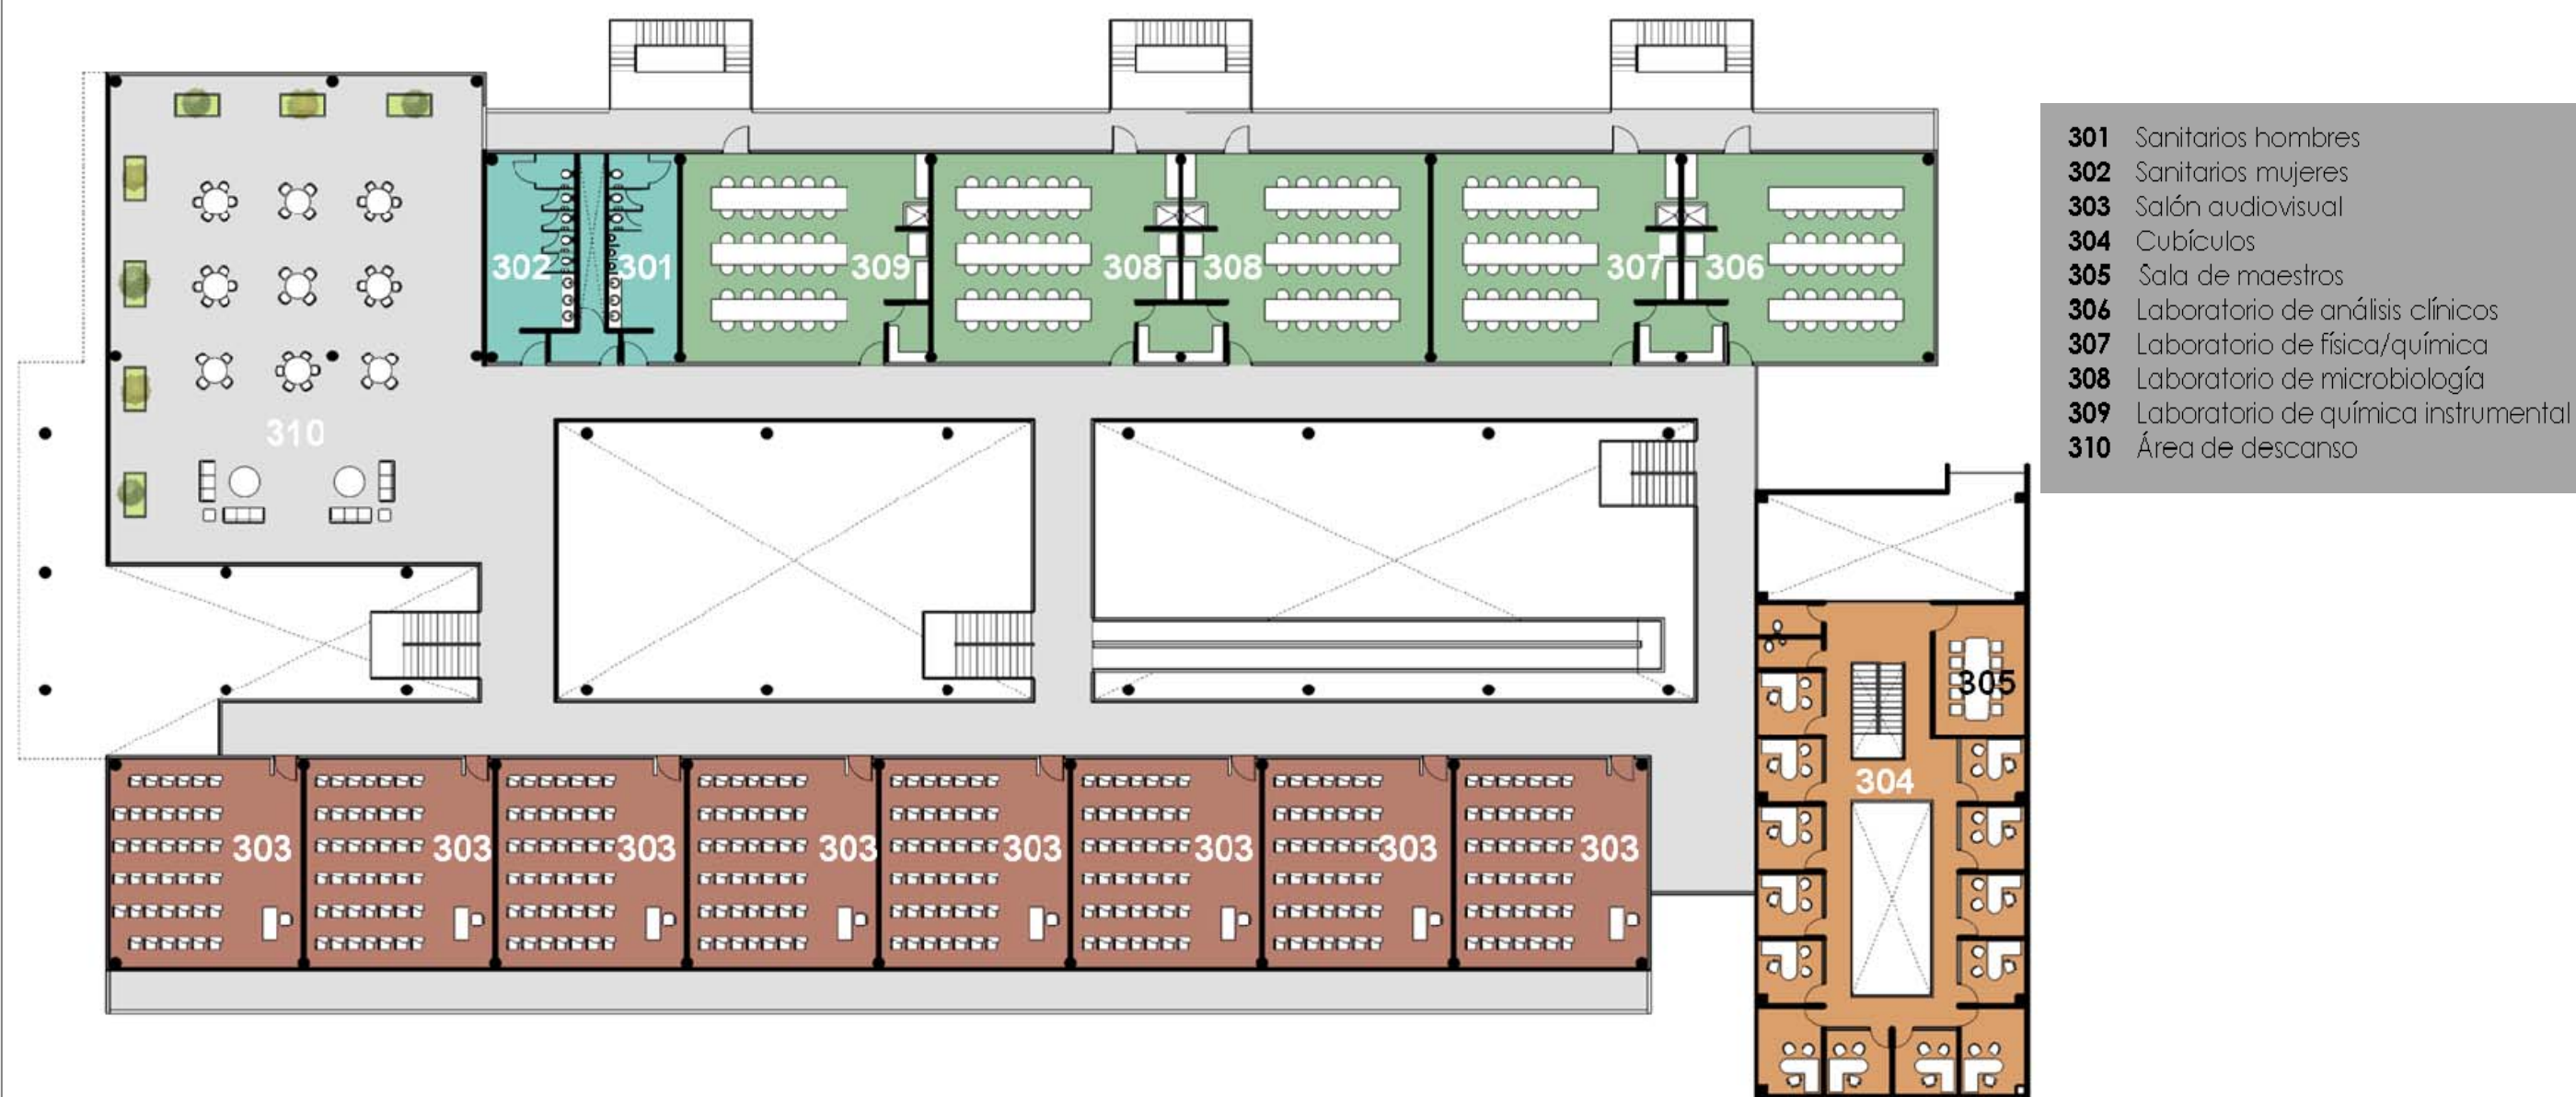 302
301
309
308
308
307
306
310
305
304
303
303
303
303
303
303
303
303
301 Sanitarios hombres
302 Sanitarios mujeres
303 Salón audiovisual
304 Cubículos
305 Sala de maestros
306 Laboratorio de análisis clínicos
307 Laboratorio de física/química
308 Laboratorio de microbiología
309 Laboratorio de química instrumental
310 Área de descanso